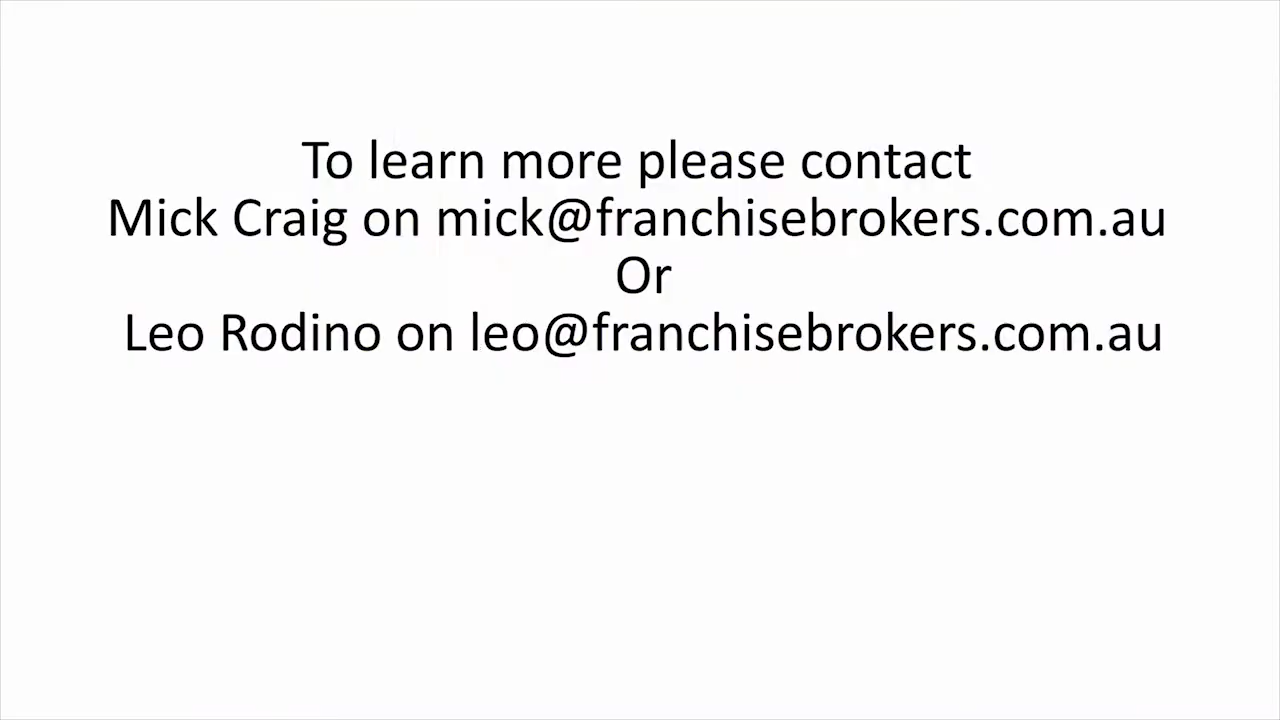 To learn more please contact
Mick Craig on mick@franchisebrokers.com.au
Or
Leo Rodino on leo@franchisebrokers.com.au